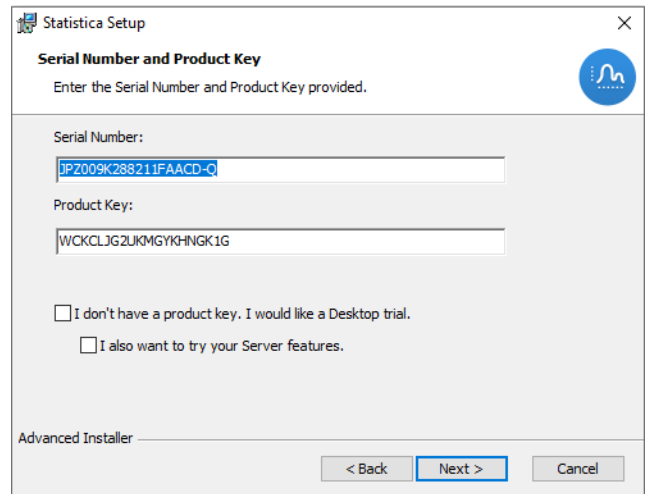 Statistica Setup
Serial Number and Product Key
Enter the Serial Number and Product Key provided.
Serial Number:
JPZ009K288211FAACD-Q
Product Key:
WCKCLJG2UKMGYKHNGK1G
I don't have a product key. I would like a Desktop trial.
I also want to try your Server features.
Advanced Installer
< Back Next > Cancel